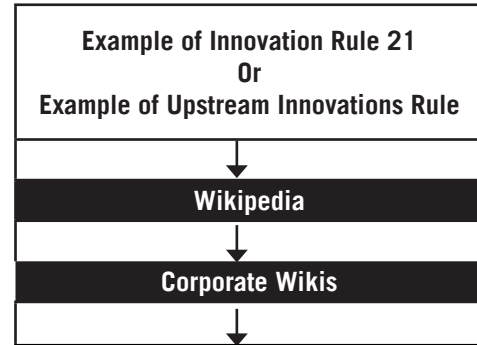 Example of Innovation Rule 21
Or
Example of Upstream Innovations Rule
Wikipedia
Corporate Wikis